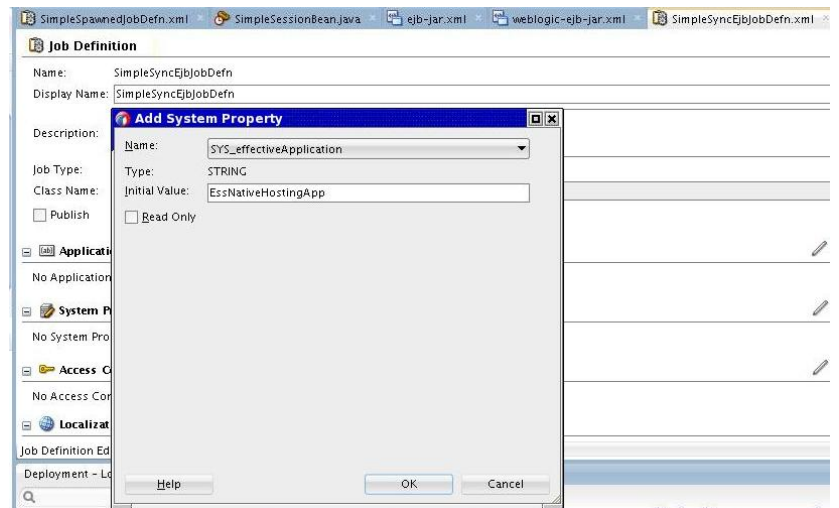 SimpleSpawnedJobDefn.xml SimpleSessionBean.java ejb-jar.xml weblogic-ejb-jar.xml SimpleSyncEjbJobDefn.xml
Job Definition
Name: SimpleSyncEjbJobDefn
Display Name: SimpleSyncEjbJobDefn
Add System Property
Description:
Name: SYS_effectiveApplication
Job Type:
Type: STRING
Class Name:
Initial Value: EssNativeHostingApp
Publish
Read Only
Applicati
No Application
System P
No System Pro
Access C
No Access Con
Localizat
Job Definition Ed
Deployment - Lo
Help OK Cancel